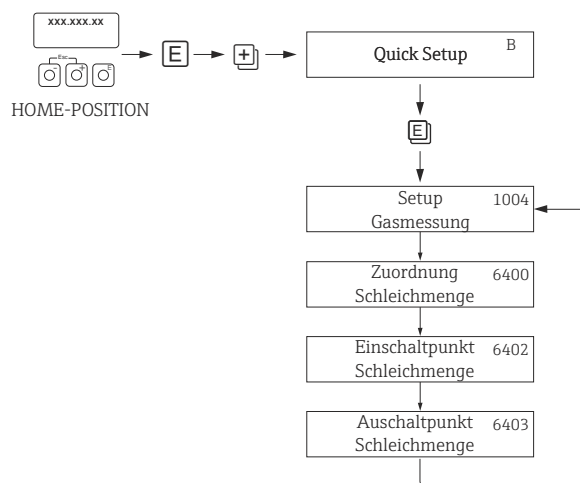 xxx.xxx.xx
Esc
- + E
HOME-POSITION
E
+
Quick Setup B
E
Setup 1004
Gasmessung
Zuordnung 6400
Schleichmenge
Einschaltpunkt 6402
Schleichmenge
Auschaltpunkt 6403
Schleichmenge